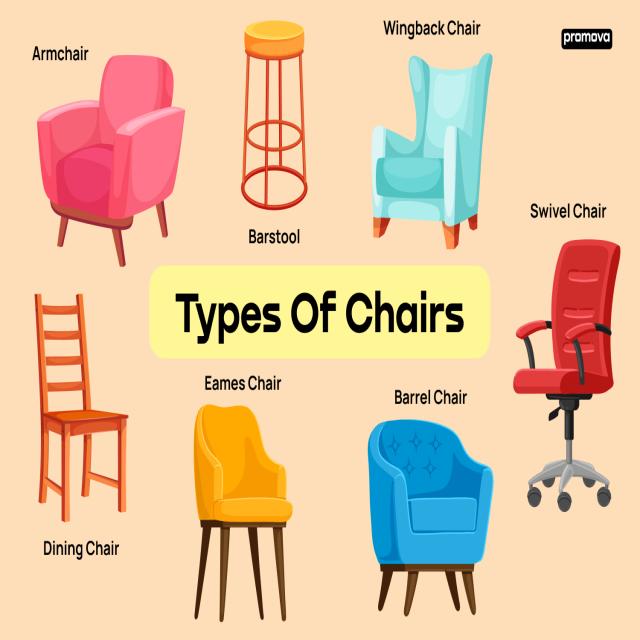 Wingback Chair
promova
Armchair
Swivel Chair
Barstool
Types Of Chairs
Eames Chair
Barrel Chair
Dining Chair